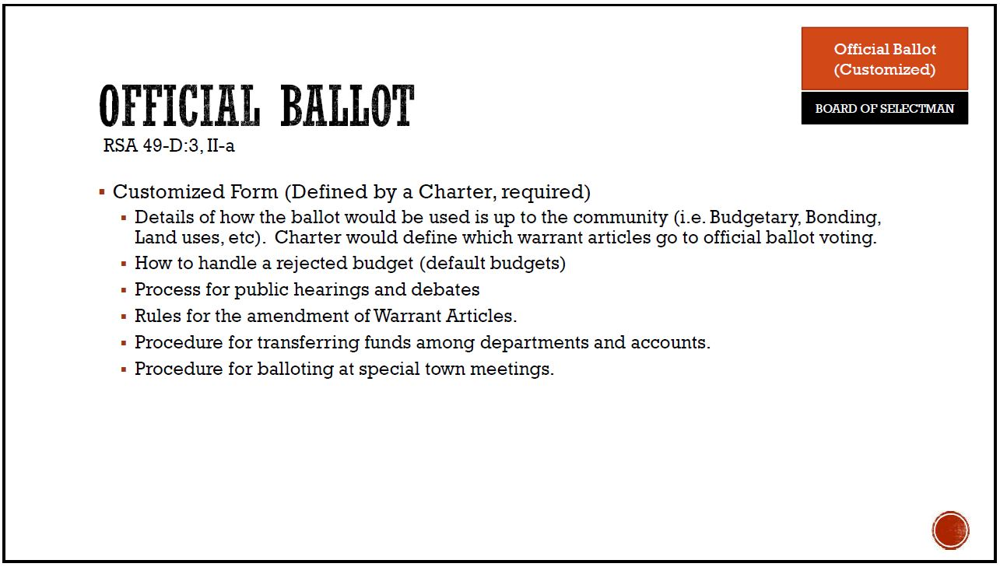 Official Ballot
(Customized)
BOARD OF SELECTMAN
OFFICIAL BALLOT
RSA 49-D:3, II-a
▪ Customized Form (Defined by a Charter, required)
▪ Details of how the ballot would be used is up to the community (i.e. Budgetary, Bonding,
Land uses, etc).  Charter would define which warrant articles go to official ballot voting.
▪ How to handle a rejected budget (default budgets)
▪ Process for public hearings and debates
▪ Rules for the amendment of Warrant Articles.
▪ Procedure for transferring funds among departments and accounts.
▪ Procedure for balloting at special town meetings.